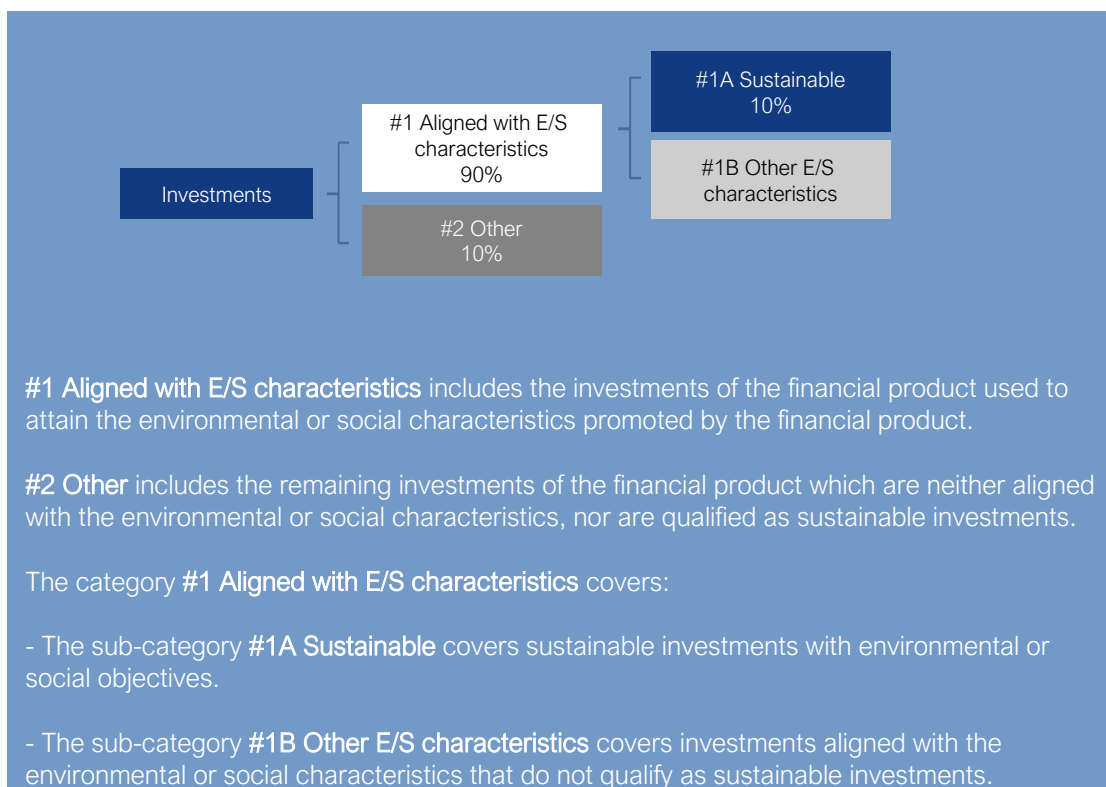 #1A Sustainable
10%
#1 Aligned with E/S
characteristics
90%
#1B Other E/S
characteristics
Investments
#2 Other
10%
#1 Aligned with E/S characteristics includes the investments of the financial product used to
attain the environmental or social characteristics promoted by the financial product.
#2 Other includes the remaining investments of the financial product which are neither aligned
with the environmental or social characteristics, nor are qualified as sustainable investments.
The category #1 Aligned with E/S characteristics covers:
- The sub-category #1A Sustainable covers sustainable investments with environmental or
social objectives.
- The sub-category #1B Other E/S characteristics covers investments aligned with the
environmental or social characteristics that do not qualify as sustainable investments.